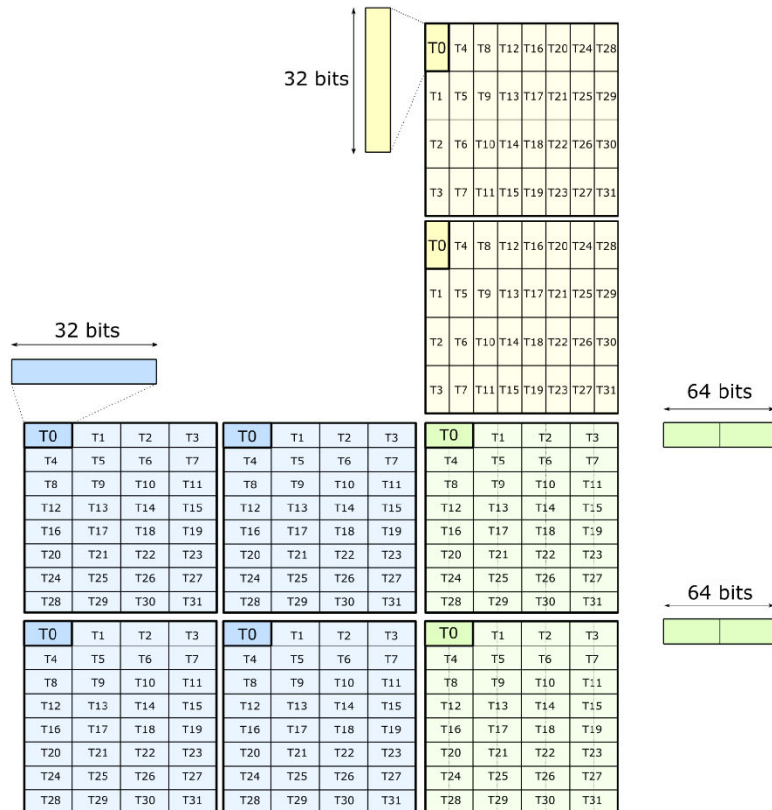 T0 T4 T8 T12 T16 T20 T24 T28
32 bits
T1 T5 T9 T13 T17 T21 T25 T29
T2 T6 T10 T14 T18 T22 T26 T30
T3 T7 T11 T15 T19 T23 T27 T31
T0 T4 T8 T12 T16 T20 T24 T28
T1 T5 T9 T13 T17 T21 T25 T29
T2 T6 T10 T14 T18 T22 T26 T30
32 bits
T3 T7 T11 T15 T19 T23 T27 T31
64 bits
T0 T1 T2 T3 T0 T1 T2 T3 T0 T1 T2 T3
T4 T5 T6 T7 T4 T5 T6 T7 T4 T5 T6 T7
T8 T9 T10 T11 T8 T9 T10 T11 T8 T9 T10 T11
T12 T13 T14 T15 T12 T13 T14 T15 T12 T13 T14 T15
T16 T17 T18 T19 T16 T17 T18 T19 T16 T17 T18 T19
T20 T21 T22 T23 T20 T21 T22 T23 T20 T21 T22 T23
T24 T25 T26 T27 T24 T25 T26 T27 T24 T25 T26 T27
T28 T29 T30 T31 T28 T29 T30 T31 T28 T29 T30 T31
64 bits
T0 T1 T2 T3 T0 T1 T2 T3 T0 T1 T2 T3
T4 T5 T6 T7 T4 T5 T6 T7 T4 T5 T6 T7
T8 T9 T10 T11 T8 T9 T10 T11 T8 T9 T10 T11
T12 T13 T14 T15 T12 T13 T14 T15 T12 T13 T14 T15
T16 T17 T18 T19 T16 T17 T18 T19 T16 T17 T18 T19
T20 T21 T22 T23 T20 T21 T22 T23 T20 T21 T22 T23
T24 T25 T26 T27 T24 T25 T26 T27 T24 T25 T26 T27
T28 T29 T30 T31 T28 T29 T30 T31 T28 T29 T30 T31